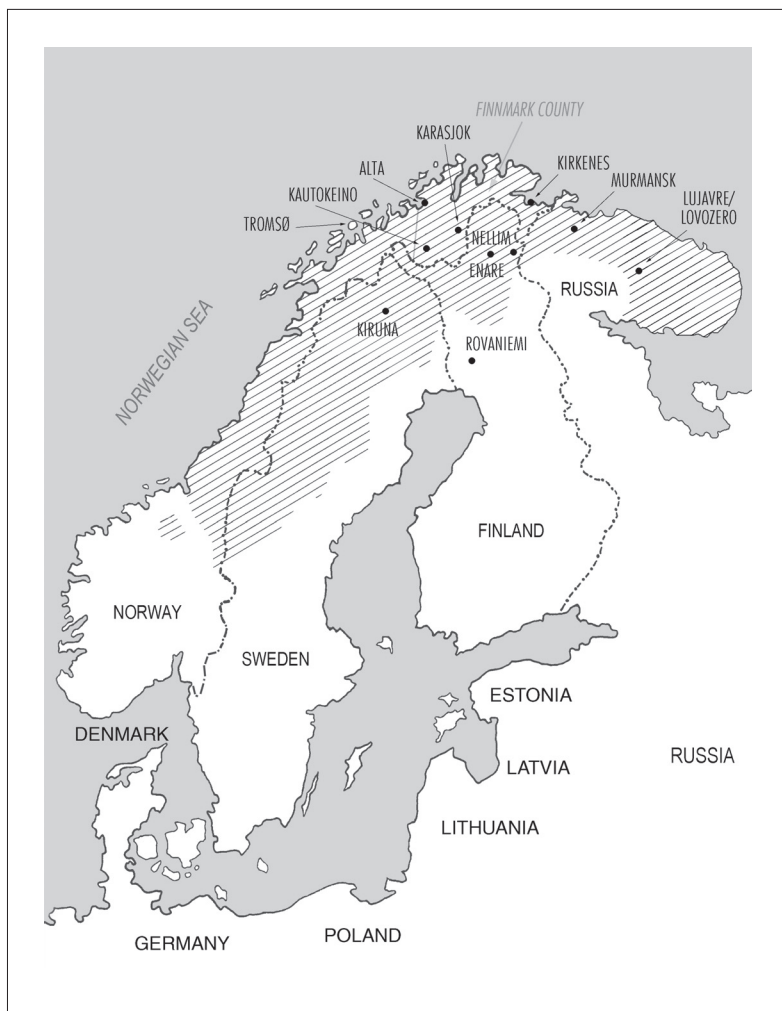 FINNMARK COUNTY
KARASJOK
ALTA
KIRKENES
KAUTOKEINO
MURMANSK
LUJAVRE/
LOVOZERO
TROMSØ
NELLIM
ENARE
RUSSIA
KIRUNA
ROVANIEMI
NORWEGIAN SEA
FINLAND
NORWAY
SWEDEN
ESTONIA
DENMARK
RUSSIA
LATVIA
LITHUANIA
POLAND
GERMANY